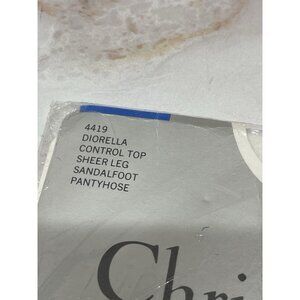 4419
DIORELLA
CONTROL TOP
SHEER LEG
SANDALFOOT
PANTYHOSE
Chri